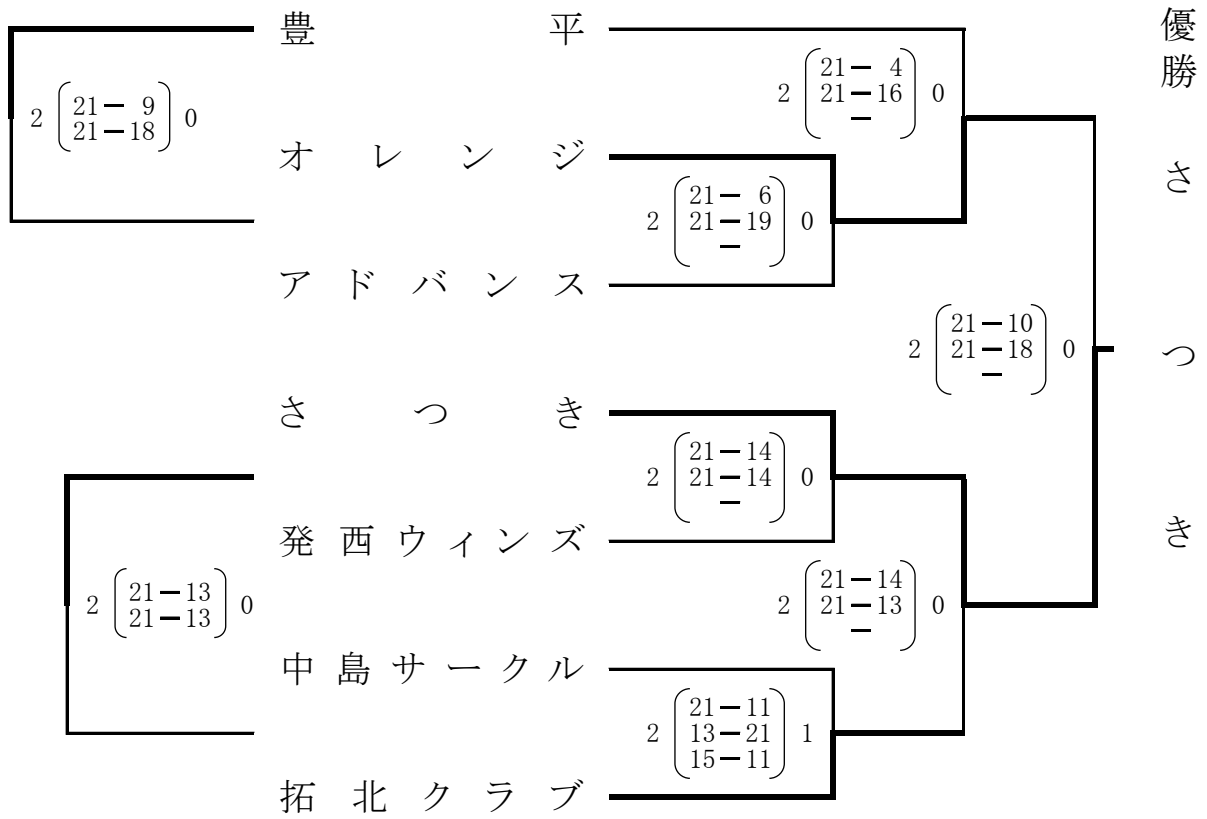 豊平
オレンジ
アドバンス
さつき
発西ウィンズ
中島サークル
拓北クラブ
2 (21－9 21－18) 0
2 (21－13 21－13) 0
2 (21－4 21－16 －) 0
2 (21－6 21－19 －) 0
2 (21－14 21－14 －) 0
2 (21－11 13－21 15－11) 1
2 (21－14 21－13 －) 0
2 (21－10 21－18 －) 0
優勝 さつき